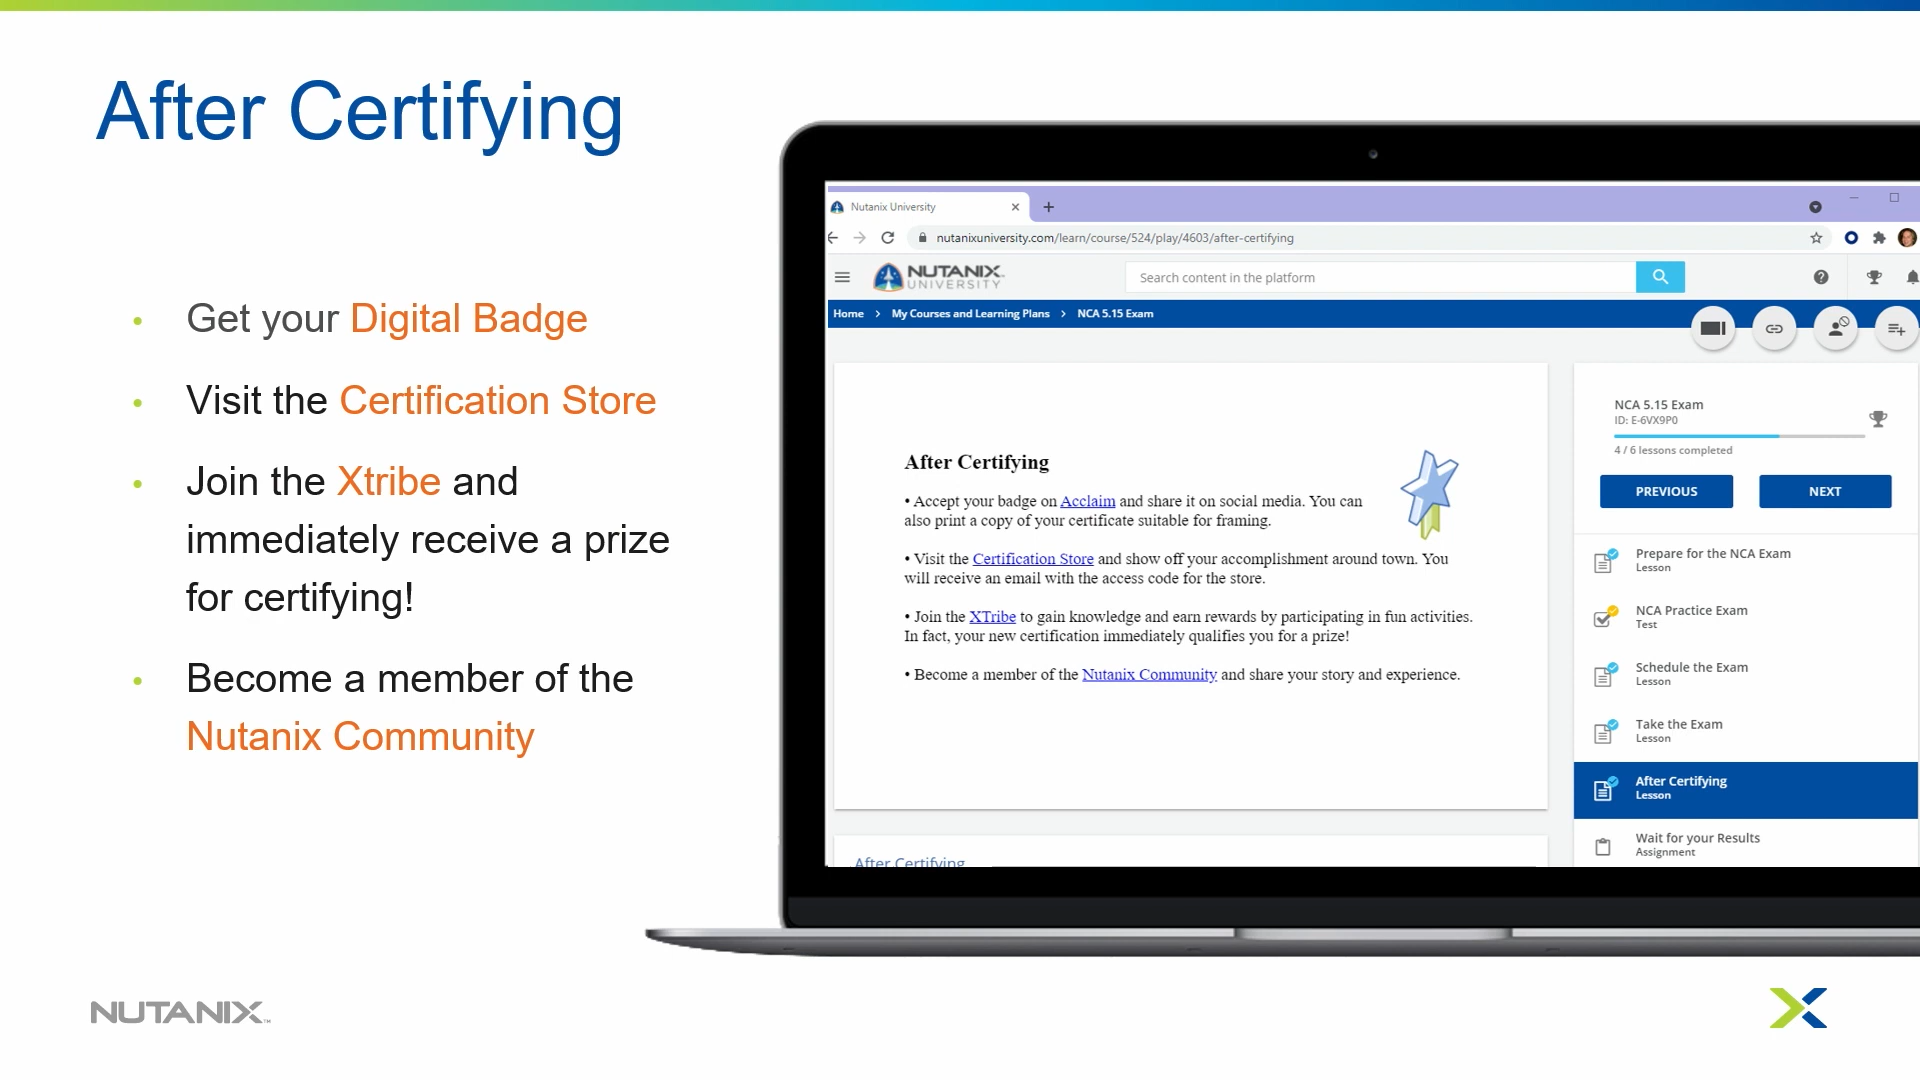 After Certifying
• Get your Digital Badge
• Visit the Certification Store
• Join the Xtribe and
immediately receive a prize
for certifying!
• Become a member of the
Nutanix Community
Nutanix University
nutanixuniversity.com/learn/course/524/play/4603/after-certifying
NUTANIX
UNIVERSITY
Search content in the platform
Home > My Courses and Learning Plans > NCA 5.15 Exam
After Certifying
• Accept your badge on Acclaim and share it on social media. You can
also print a copy of your certificate suitable for framing.
• Visit the Certification Store and show off your accomplishment around town. You
will receive an email with the access code for the store.
• Join the XTribe to gain knowledge and earn rewards by participating in fun activities.
In fact, your new certification immediately qualifies you for a prize!
• Become a member of the Nutanix Community and share your story and experience.
After Certifying
NCA 5.15 Exam
ID: E-6VX9P0
4 / 6 lessons completed
PREVIOUS NEXT
Prepare for the NCA Exam
Lesson
NCA Practice Exam
Test
Schedule the Exam
Lesson
Take the Exam
Lesson
After Certifying
Lesson
Wait for your Results
Assignment
NUTANIX™